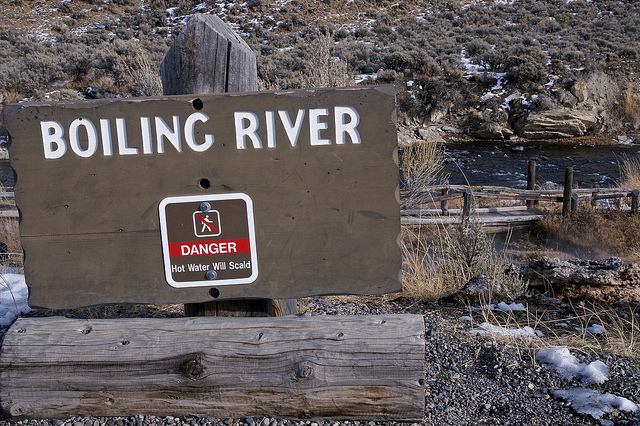 BOILING RIVER
DANGER
Hot Water Will Scald